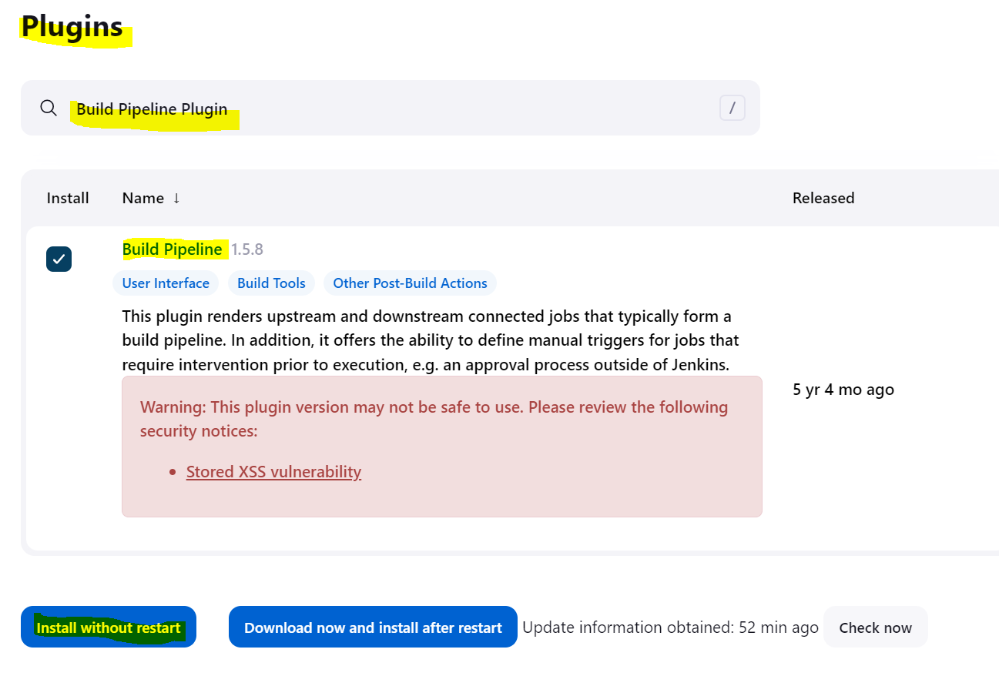 Plugins
Build Pipeline Plugin
/
Install Name ↓ Released
Build Pipeline 1.5.8
User Interface Build Tools Other Post-Build Actions
This plugin renders upstream and downstream connected jobs that typically form a
build pipeline. In addition, it offers the ability to define manual triggers for jobs that
require intervention prior to execution, e.g. an approval process outside of Jenkins.
5 yr 4 mo ago
Warning: This plugin version may not be safe to use. Please review the following
security notices:
• Stored XSS vulnerability
Install without restart Download now and install after restart Update information obtained: 52 min ago Check now